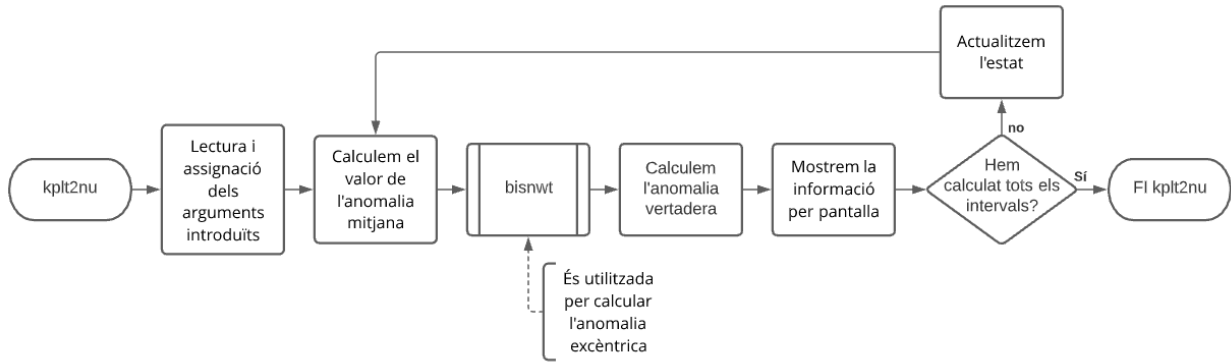 kplt2nu
Lectura i
assignació
dels
arguments
introduïts
Calculem el
valor de
l'anomalia
mitjana
bisnwt
És utilitzada
per calcular
l'anomalia
excèntrica
Calculem
l'anomalia
vertadera
Mostrem la
informació
per pantalla
Hem
calculat tots els
intervals?
no
Actualitzem
l'estat
Sí
FI kplt2nu